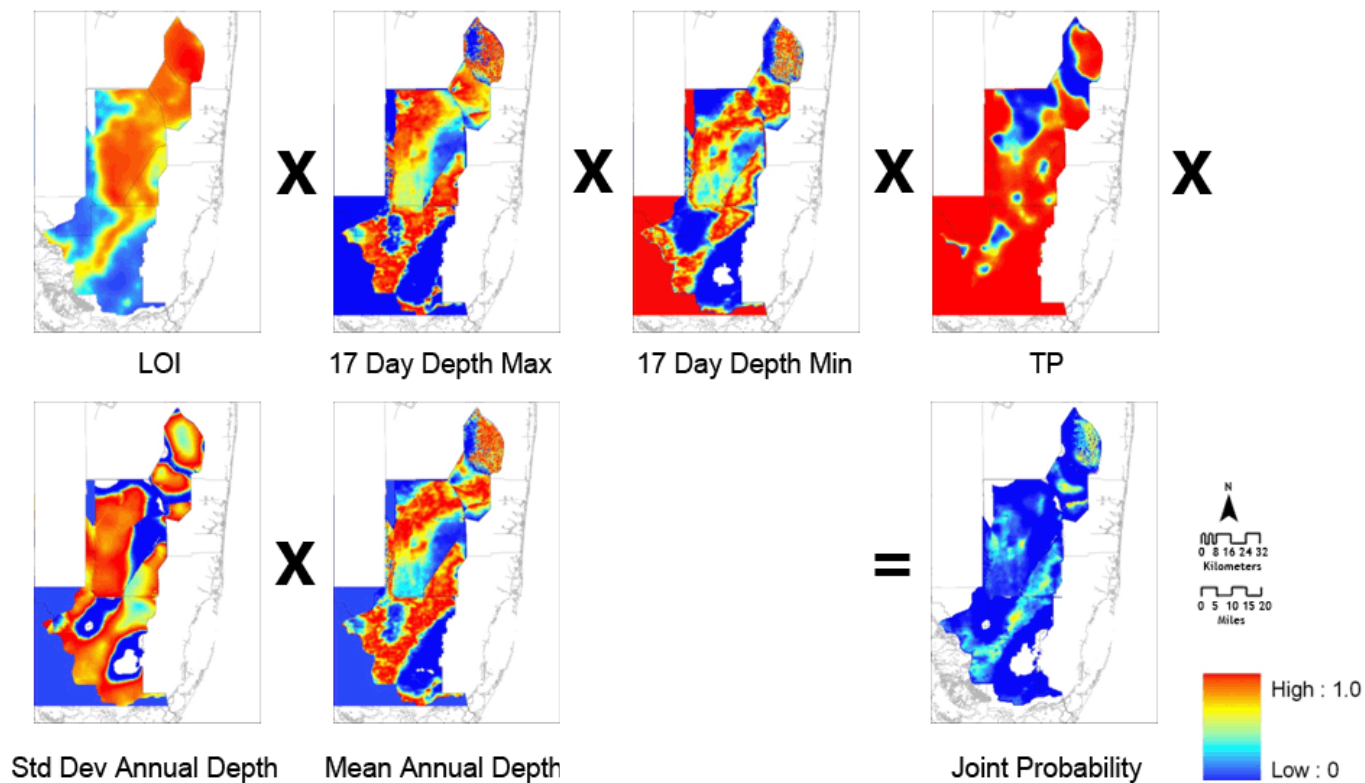 X
X
X
X
LOI
17 Day Depth Max
17 Day Depth Min
TP
X
=
N
0 8 16 24 32
Kilometers
0 5 10 15 20
Miles
High : 1.0
Low : 0
Std Dev Annual Depth
Mean Annual Depth
Joint Probability